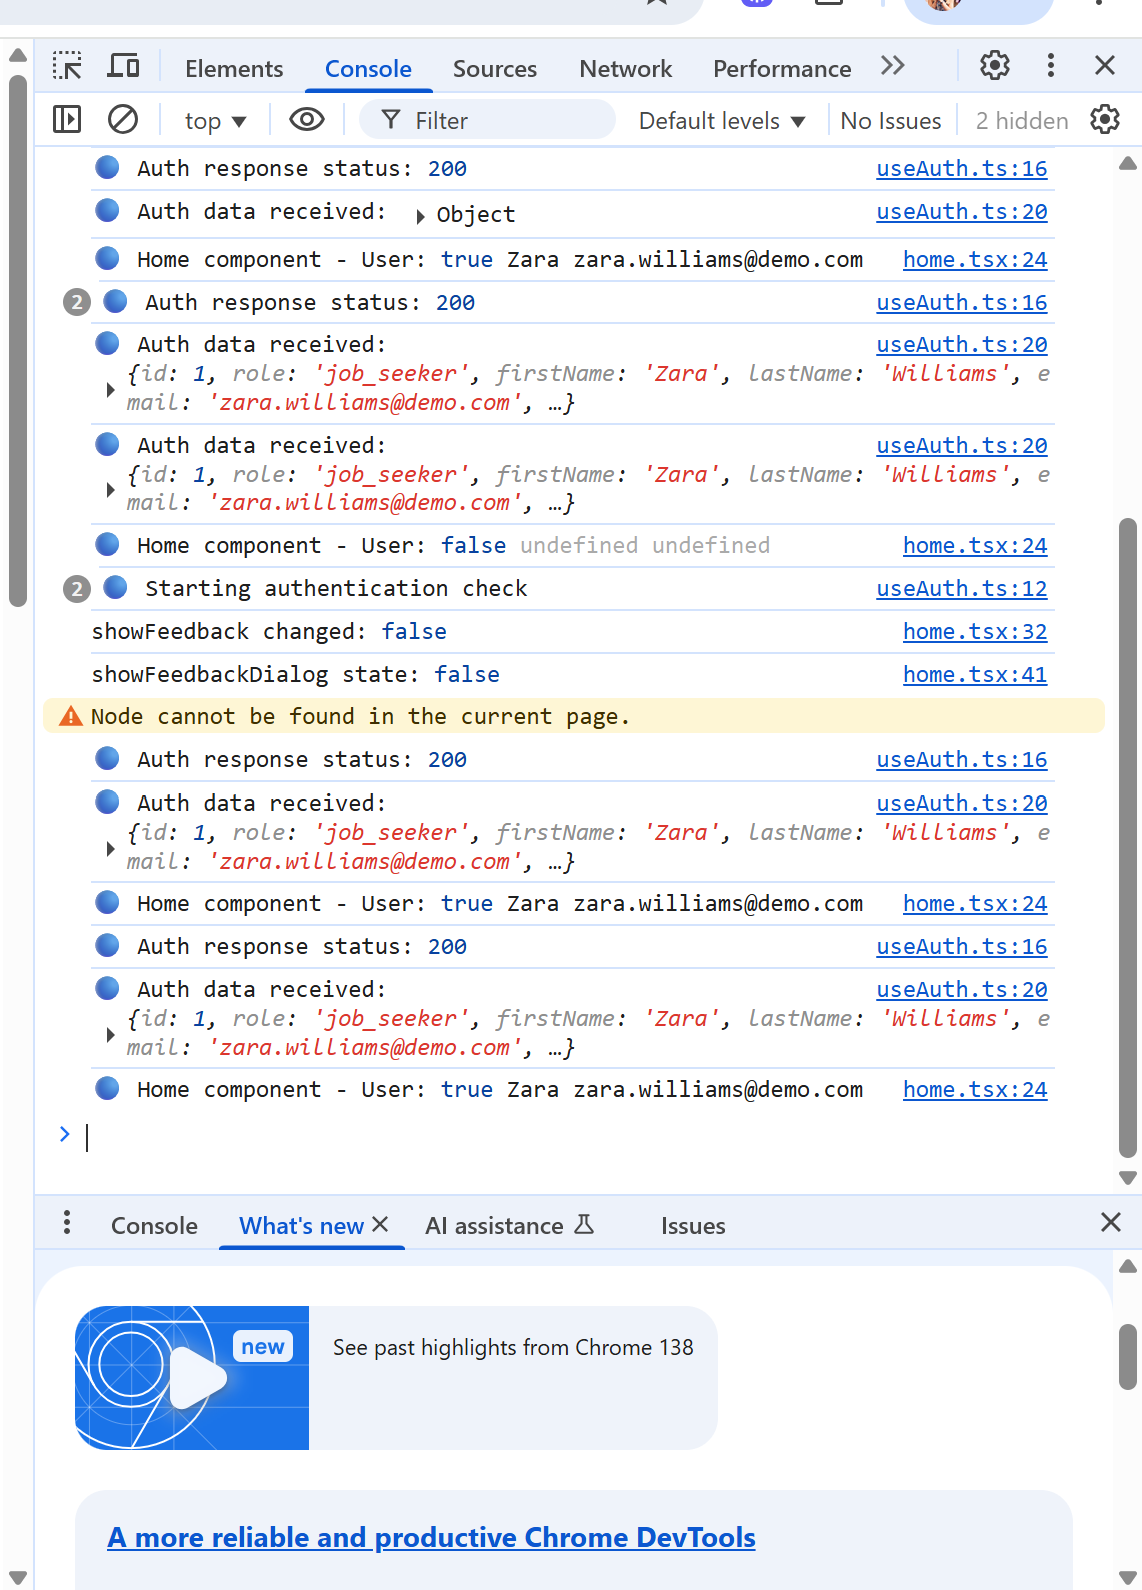 Elements Console Sources Network Performance
top Filter Default levels No Issues 2 hidden
Auth response status: 200 useAuth.ts:16
Auth data received: Object useAuth.ts:20
Home component - User: true Zara zara.williams@demo.com home.tsx:24
2 Auth response status: 200 useAuth.ts:16
Auth data received: useAuth.ts:20
{id: 1, role: 'job_seeker', firstName: 'Zara', lastName: 'Williams', e
mail: 'zara.williams@demo.com', …}
Auth data received: useAuth.ts:20
{id: 1, role: 'job_seeker', firstName: 'Zara', lastName: 'Williams', e
mail: 'zara.williams@demo.com', …}
Home component - User: false undefined undefined home.tsx:24
2 Starting authentication check useAuth.ts:12
showFeedback changed: false home.tsx:32
showFeedbackDialog state: false home.tsx:41
Node cannot be found in the current page.
Auth response status: 200 useAuth.ts:16
Auth data received: useAuth.ts:20
{id: 1, role: 'job_seeker', firstName: 'Zara', lastName: 'Williams', e
mail: 'zara.williams@demo.com', …}
Home component - User: true Zara zara.williams@demo.com home.tsx:24
Auth response status: 200 useAuth.ts:16
Auth data received: useAuth.ts:20
{id: 1, role: 'job_seeker', firstName: 'Zara', lastName: 'Williams', e
mail: 'zara.williams@demo.com', …}
Home component - User: true Zara zara.williams@demo.com home.tsx:24
Console What's new AI assistance Issues
new See past highlights from Chrome 138
A more reliable and productive Chrome DevTools